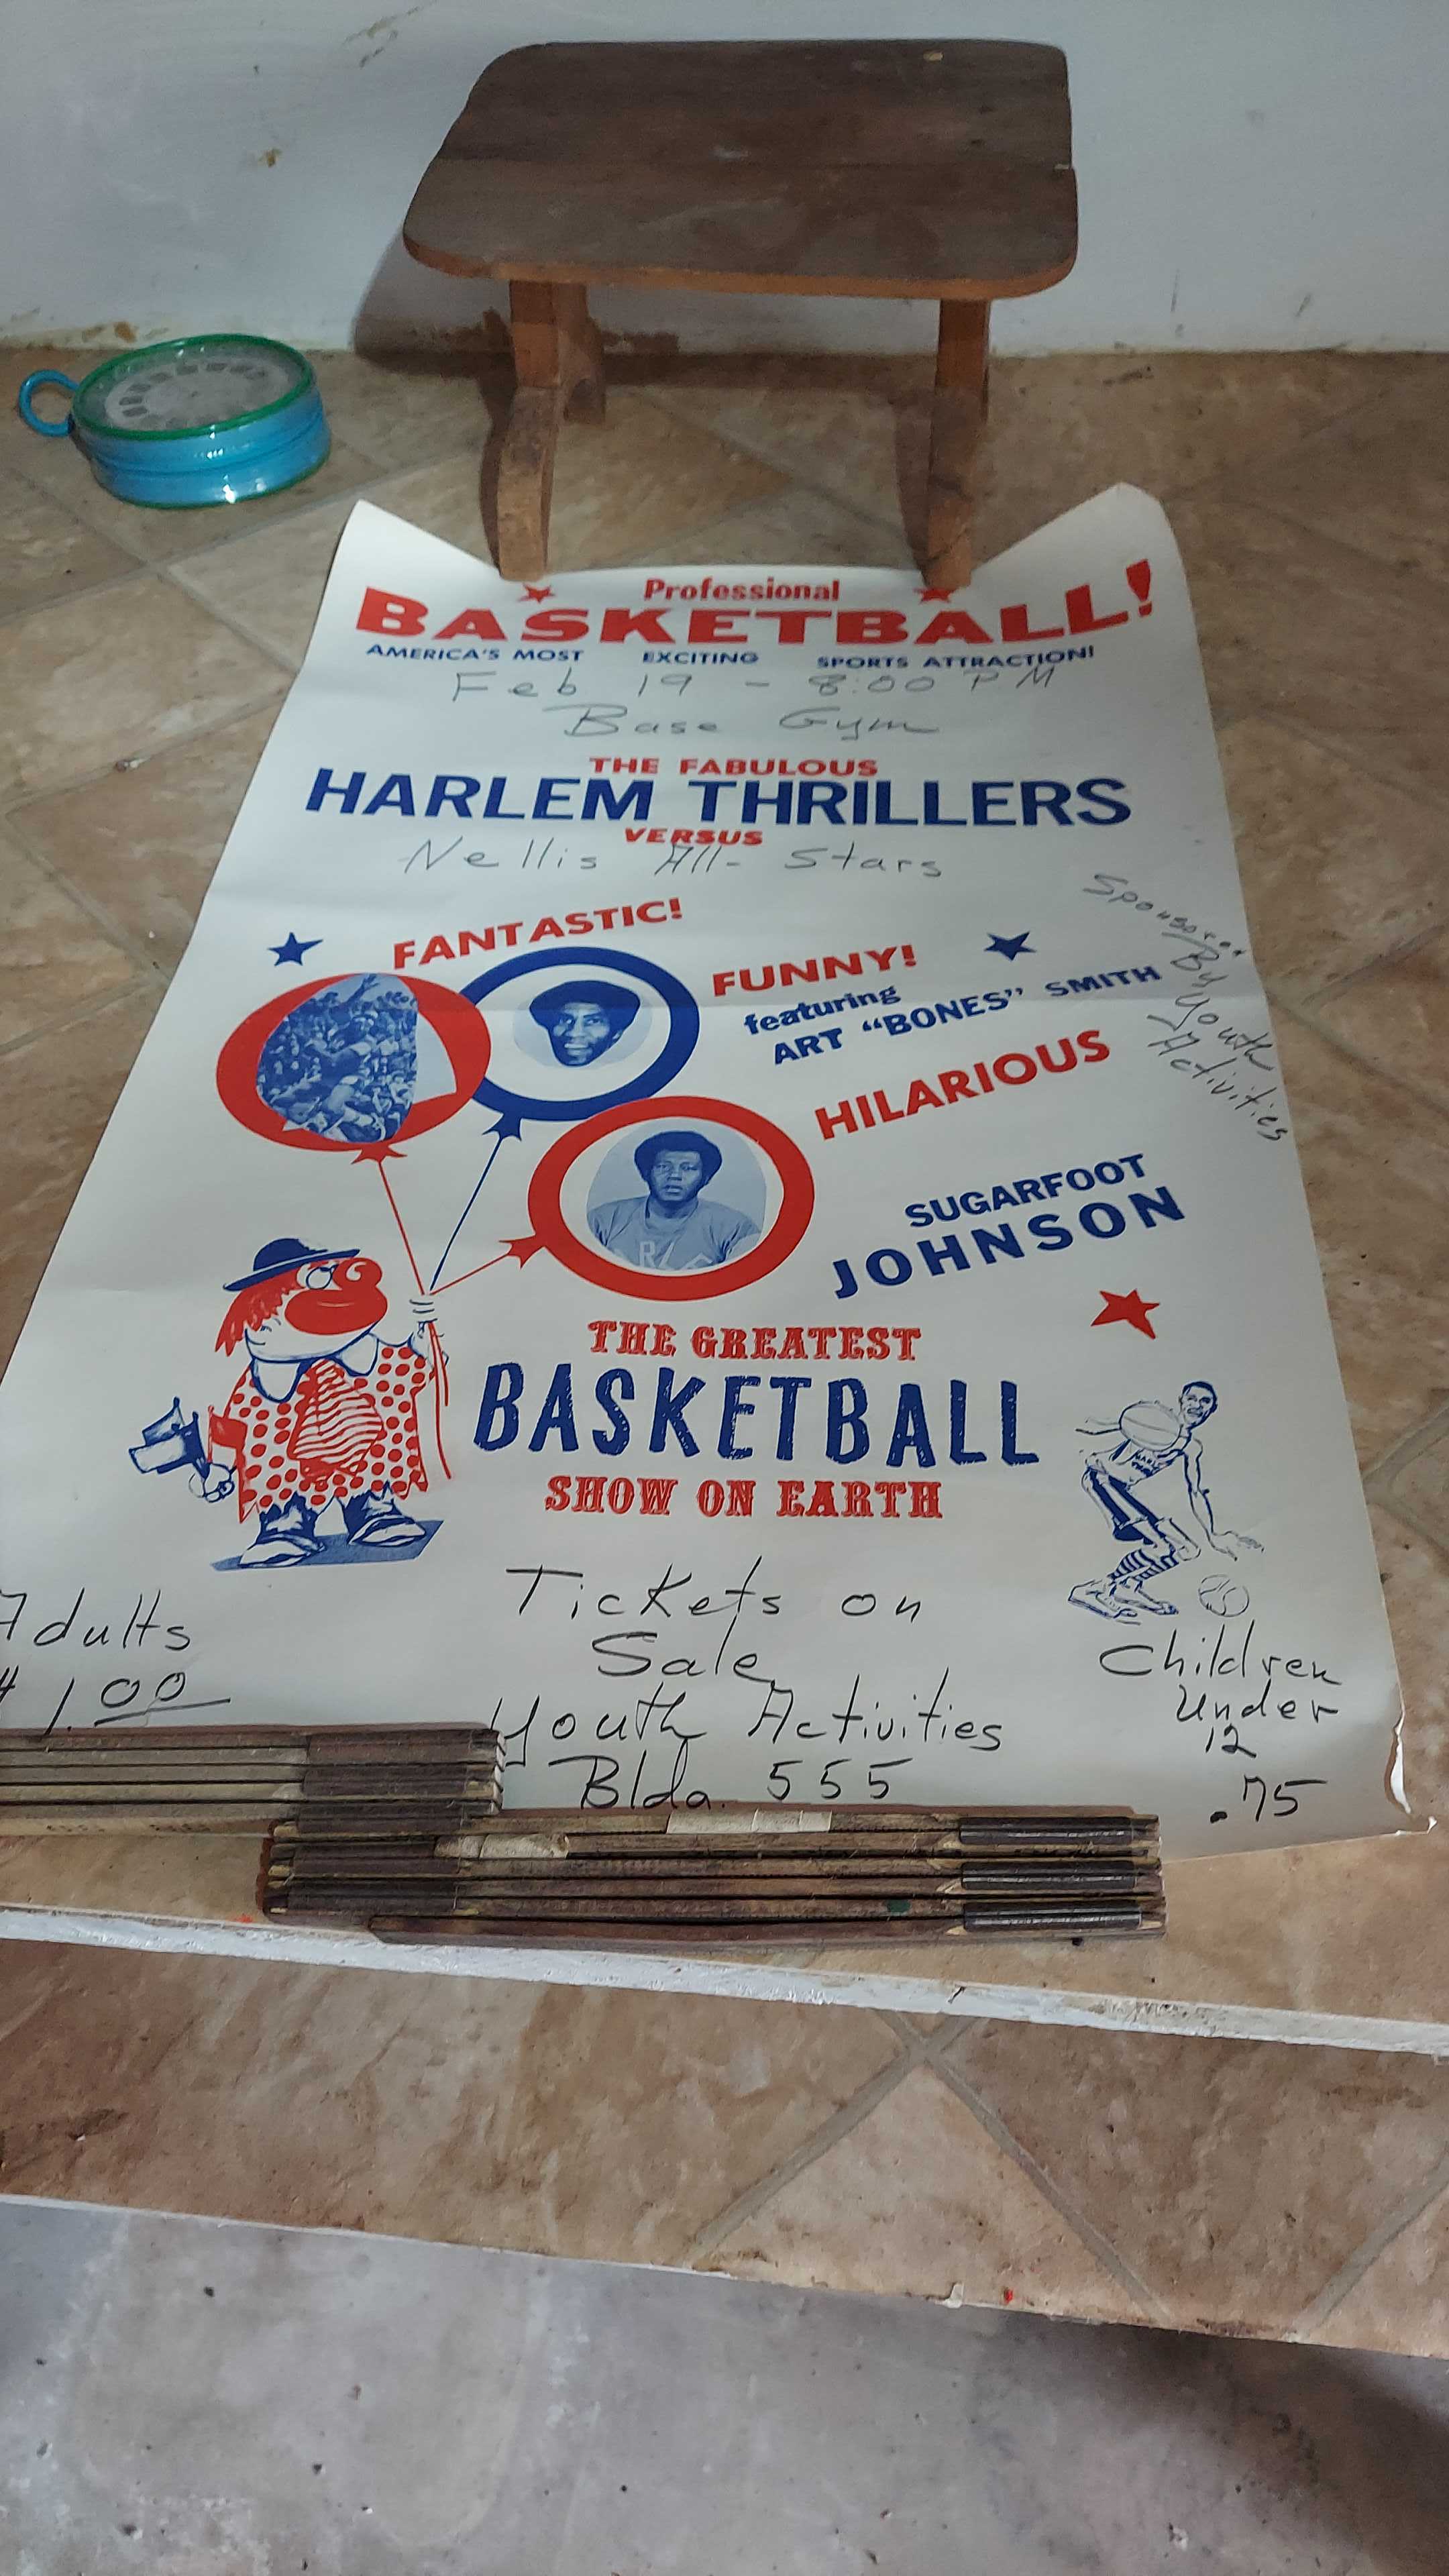 Professional
BASKETBALL!
AMERICA'S MOST EXCITING SPORTS ATTRACTION!
Feb 19 - 8:00 PM
Base Gym
THE FABULOUS
HARLEM THRILLERS
VERSUS
Nellis All-Stars
Sponsored
By
Youth
Activities
FANTASTIC!
FUNNY!
featuring
ART "BONES" SMITH
HILARIOUS
SUGARFOOT
JOHNSON
THE GREATEST
BASKETBALL
SHOW ON EARTH
Adults
$1.00
Tickets on
Sale
Youth Activities
Bldg. 555
Children
Under
12
.75